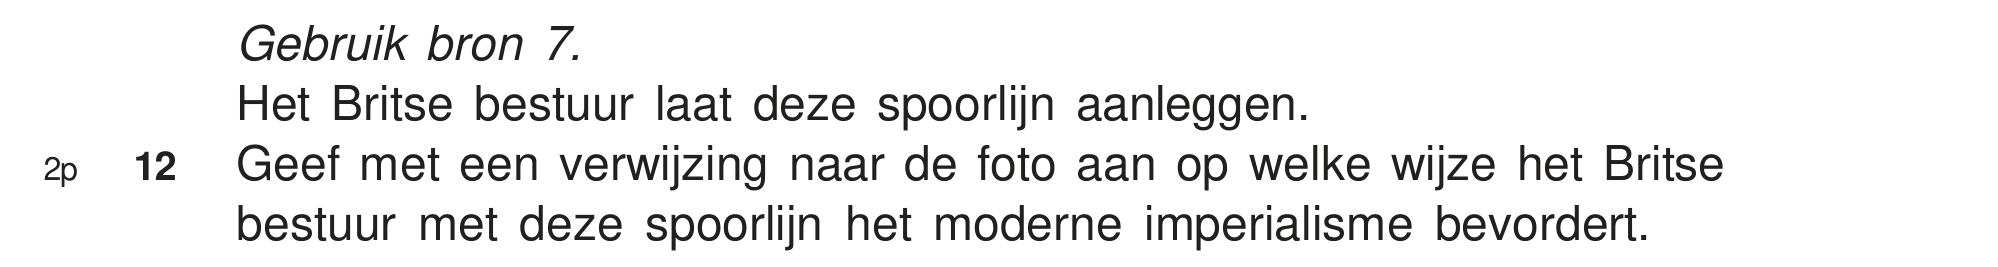 Gebruik bron 7.
Het Britse bestuur laat deze spoorlijn aanleggen.
2p 12 Geef met een verwijzing naar de foto aan op welke wijze het Britse
bestuur met deze spoorlijn het moderne imperialisme bevordert.